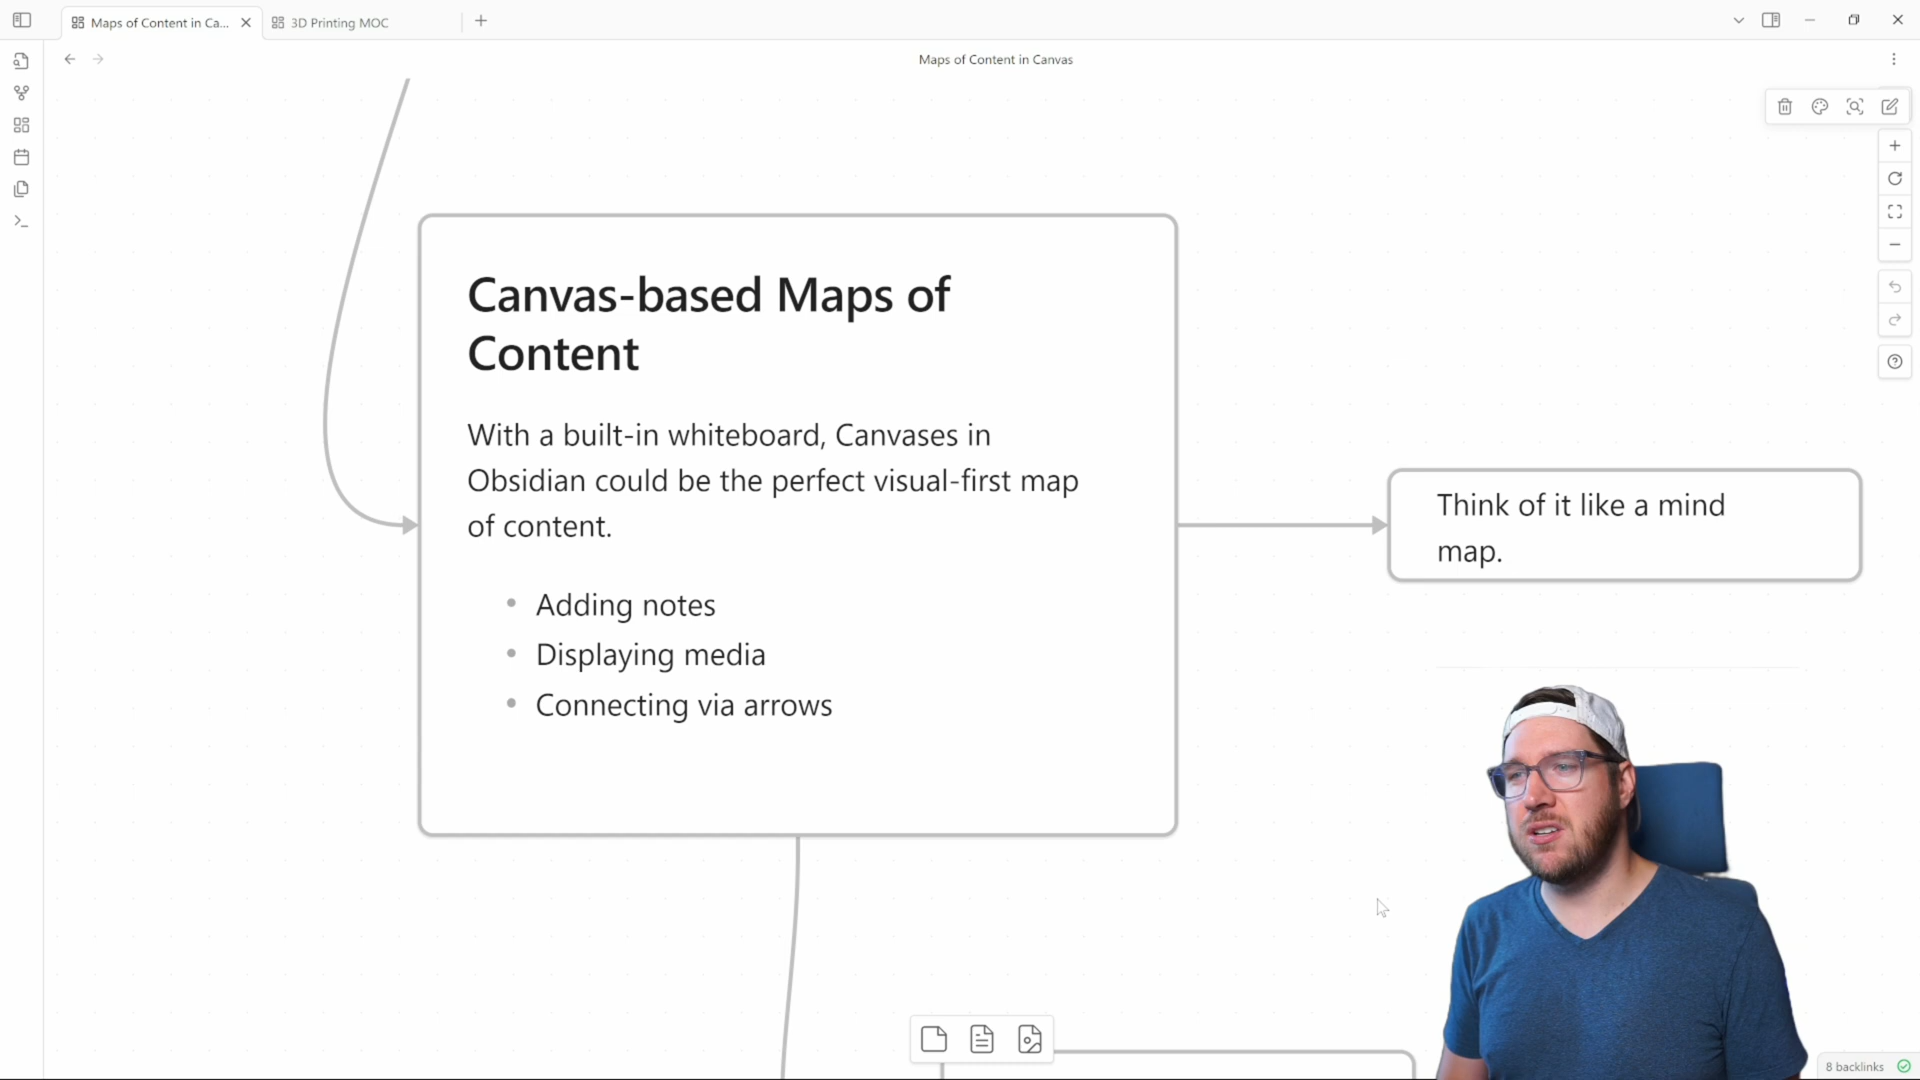 Maps of Content in Ca...
3D Printing MOC
Maps of Content in Canvas
Canvas-based Maps of
Content
With a built-in whiteboard, Canvases in
Obsidian could be the perfect visual-first map
of content.
• Adding notes
• Displaying media
• Connecting via arrows
Think of it like a mind
map.
8 backlinks